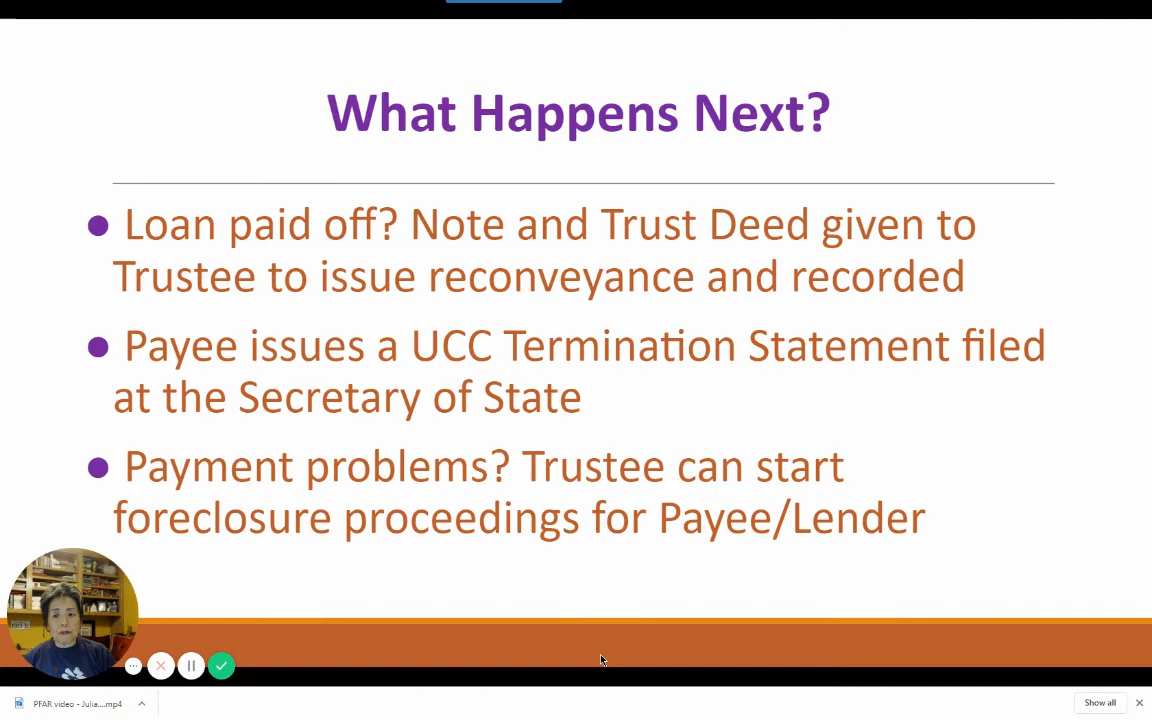 What Happens Next?
● Loan paid off? Note and Trust Deed given to
Trustee to issue reconveyance and recorded
● Payee issues a UCC Termination Statement filed
at the Secretary of State
● Payment problems? Trustee can start
foreclosure proceedings for Payee/Lender
PFAR video - Julia....mp4
Show all